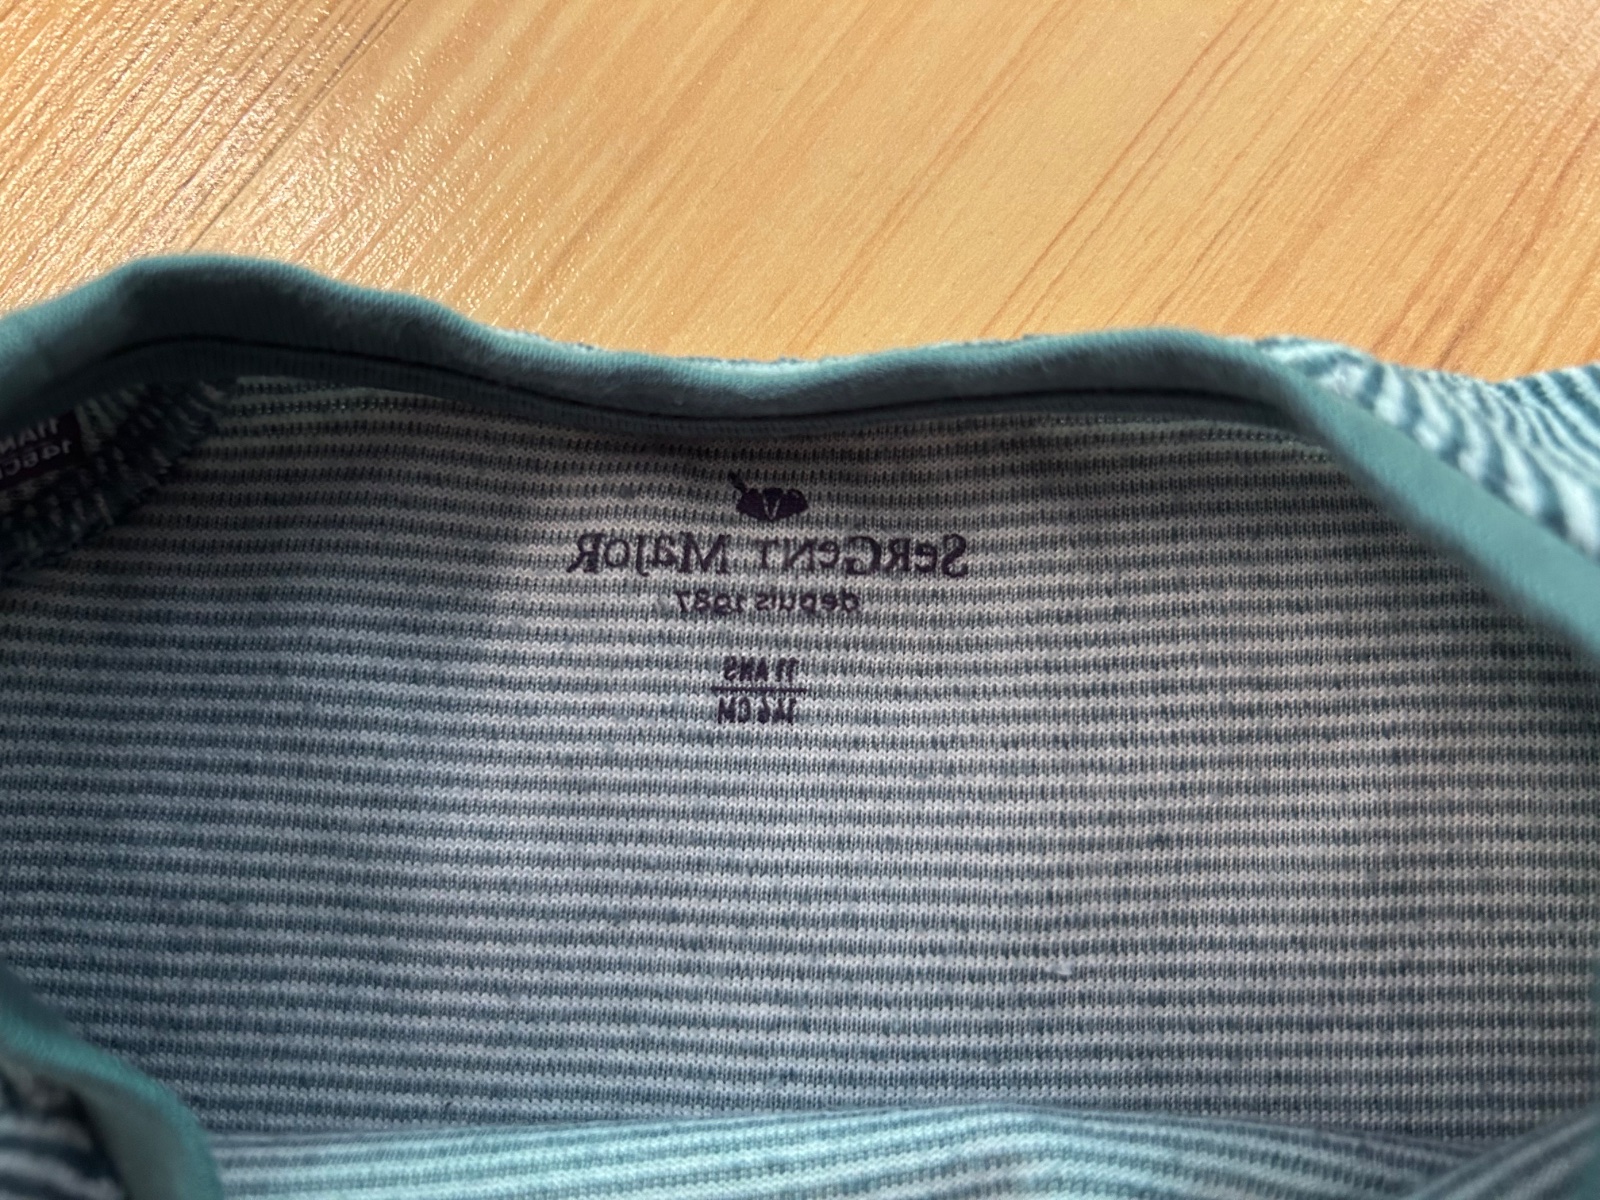 SERGENT MAJOR
depuis 1987
11 ANS
146 CM